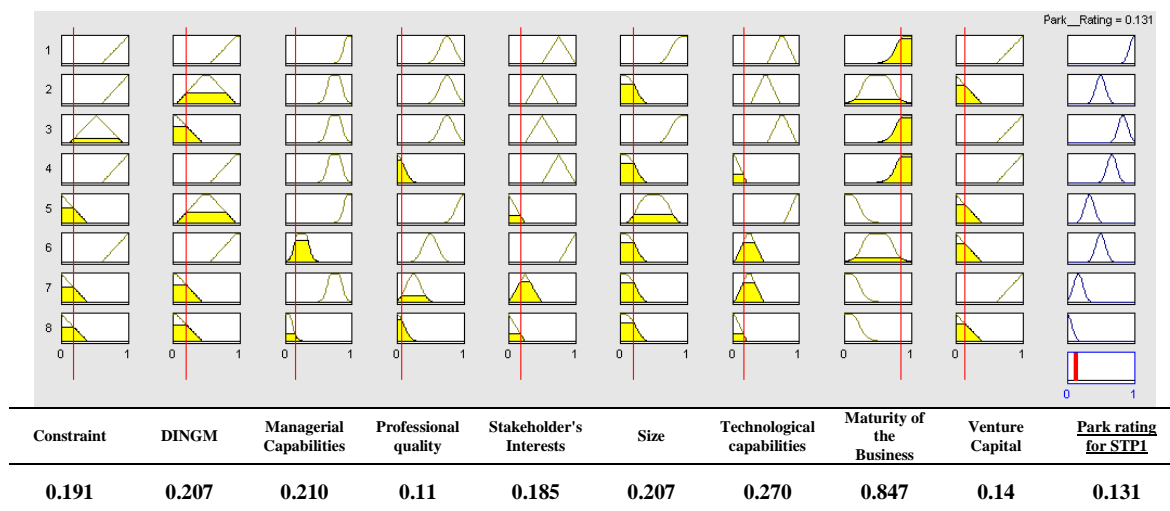 Park__Rating = 0.131
1
2
3
4
5
6
7
8
0 1 0 1 0 1 0 1 0 1 0 1 0 1 0 1 0 1
0 1
Constraint DINGM Managerial Capabilities Professional quality Stakeholder's Interests Size Technological capabilities Maturity of the Business Venture Capital Park rating for STP1
0.191 0.207 0.210 0.11 0.185 0.207 0.270 0.847 0.14 0.131